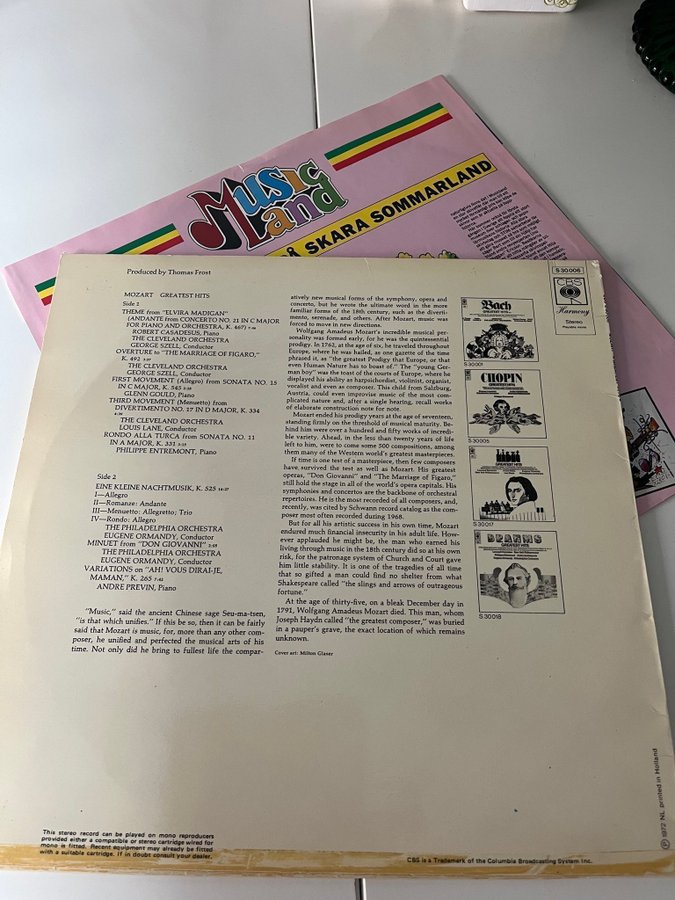 Music
Land
SKARA SOMMARLAND
Produced by Thomas Frost
S 30 006
CBS
Harmony
Stereo
MOZART GREATEST HITS
Side 1
THEME from "ELVIRA MADIGAN"
(ANDANTE from CONCERTO NO. 21 IN C MAJOR
FOR PIANO AND ORCHESTRA, K. 467)
ROBERT CASADESUS, Piano
THE CLEVELAND ORCHESTRA
GEORGE SZELL, Conductor
OVERTURE to "THE MARRIAGE OF FIGARO,"
K. 492
THE CLEVELAND ORCHESTRA
GEORGE SZELL, Conductor
FIRST MOVEMENT (Allegro) from SONATA NO. 15
IN C MAJOR, K. 545
GLENN GOULD, Piano
THIRD MOVEMENT (Menuetto) from
DIVERTIMENTO NO. 17 IN D MAJOR, K. 334
THE CLEVELAND ORCHESTRA
LOUIS LANE, Conductor
RONDO ALLA TURCA from SONATA NO. 11
IN A MAJOR, K. 331
PHILIPPE ENTREMONT, Piano
Side 2
EINE KLEINE NACHTMUSIK, K. 525
I—Allegro
II—Romanze: Andante
III—Menuetto: Allegretto; Trio
IV—Rondo: Allegro
THE PHILADELPHIA ORCHESTRA
EUGENE ORMANDY, Conductor
MINUET from "DON GIOVANNI"
THE PHILADELPHIA ORCHESTRA
EUGENE ORMANDY, Conductor
VARIATIONS on "AH! VOUS DIRAI-JE,
MAMAN," K. 265
ANDRE PREVIN, Piano
"Music," said the ancient Chinese sage Seu-ma-tsen,
"is that which unifies." If this be so, then it can be fairly
said that Mozart is music, for, more than any other com-
poser, he unified and perfected the musical arts of his
time. Not only did he bring to fullest life the compar-
atively new musical forms of the symphony, opera and
concerto, but he wrote the ultimate word in the more
familiar forms of the 18th century, such as the diverti-
mento, serenade, and others. After Mozart, music was
forced to move in new directions.
Wolfgang Amadeus Mozart's incredible musical per-
sonality was formed early, for he was the quintessential
prodigy. In 1762, at the age of six, he traveled throughout
Europe, where he was hailed, as one gazette of the time
phrased it, as "the greatest Prodigy that Europe, or that
even Human Nature has to boast of." The "young Ger-
man boy" was the toast of the courts of Europe, where he
displayed his ability as harpsichordist, violinist, organist,
vocalist and even as composer. This child from Salzburg,
Austria, could even improvise music of the most com-
plicated nature and, after a single hearing, recall works
of elaborate construction note for note.
Mozart ended his prodigy years at the age of seventeen,
standing firmly on the threshold of musical maturity. Be-
hind him were over a hundred and fifty works of incredi-
ble variety. Ahead, in the less than twenty years of life
left to him, were to come some 500 compositions, among
them many of the Western world's greatest masterpieces.
If time is one test of a masterpiece, then few composers
have survived the test as well as Mozart. His greatest
operas, "Don Giovanni" and "The Marriage of Figaro,"
still hold the stage in all of the world's opera capitals. His
symphonies and concertos are the backbone of orchestral
repertoires. He is the most recorded of all composers, and,
recently, was cited by Schwann record catalog as the com-
poser most often recorded during 1968.
But for all his artistic success in his own time, Mozart
endured much financial insecurity in his adult life. How-
ever applauded he might be, the man who earned his
living through music in the 18th century did so at his own
risk, for the patronage system of Church and Court gave
him little stability. It is one of the tragedies of all time
that so gifted a man could find no shelter from what
Shakespeare called "the slings and arrows of outrageous
fortune."
At the age of thirty-five, on a bleak December day in
1791, Wolfgang Amadeus Mozart died. This man, whom
Joseph Haydn called "the greatest composer," was buried
in a pauper's grave, the exact location of which remains
unknown.
Cover art: Milton Glaser
Bach
S 30001
CHOPIN
S 30005
LISZT
S 30017
BRAHMS
S 30018
This stereo record can be played on mono reproducers
provided either a compatible or stereo cartridge wired for
mono is fitted. Recent equipment may already be fitted
with a suitable cartridge. If in doubt consult your dealer.
CBS is a Trademark of the Columbia Broadcasting System Inc.
Ⓟ 1972 NL printed in Holland